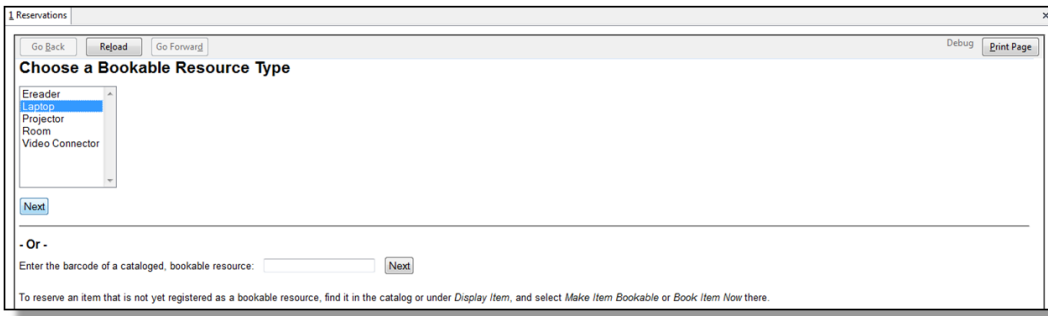 1 Reservations
Go Back Reload Go Forward Debug Print Page
Choose a Bookable Resource Type
Ereader
Laptop
Projector
Room
Video Connector
Next
- Or -
Enter the barcode of a cataloged, bookable resource: Next
To reserve an item that is not yet registered as a bookable resource, find it in the catalog or under Display Item, and select Make Item Bookable or Book Item Now there.